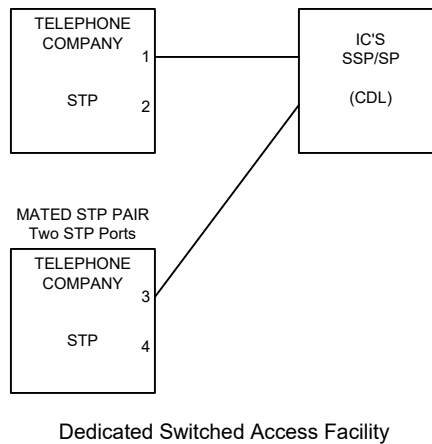 TELEPHONE
COMPANY
1
STP
2
IC'S
SSP/SP
(CDL)
MATED STP PAIR
Two STP Ports
TELEPHONE
COMPANY
3
STP
4
Dedicated Switched Access Facility